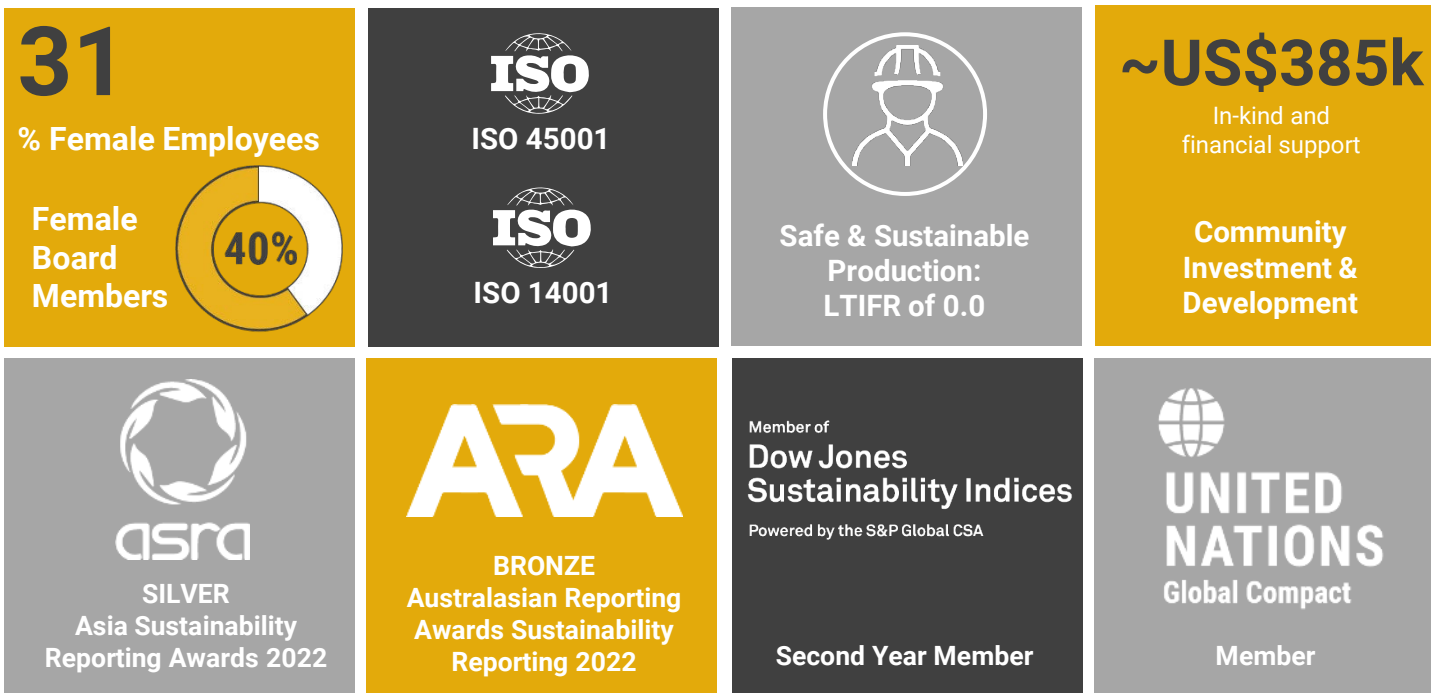 31
% Female Employees
Female
Board
Members
40%
ISO
ISO 45001
ISO
ISO 14001
Safe & Sustainable
Production:
LTIFR of 0.0
~US$385k
In-kind and
financial support
Community
Investment &
Development
asra
SILVER
Asia Sustainability
Reporting Awards 2022
ARA
BRONZE
Australasian Reporting
Awards Sustainability
Reporting 2022
Member of
Dow Jones
Sustainability Indices
Powered by the S&P Global CSA
Second Year Member
UNITED
NATIONS
Global Compact
Member